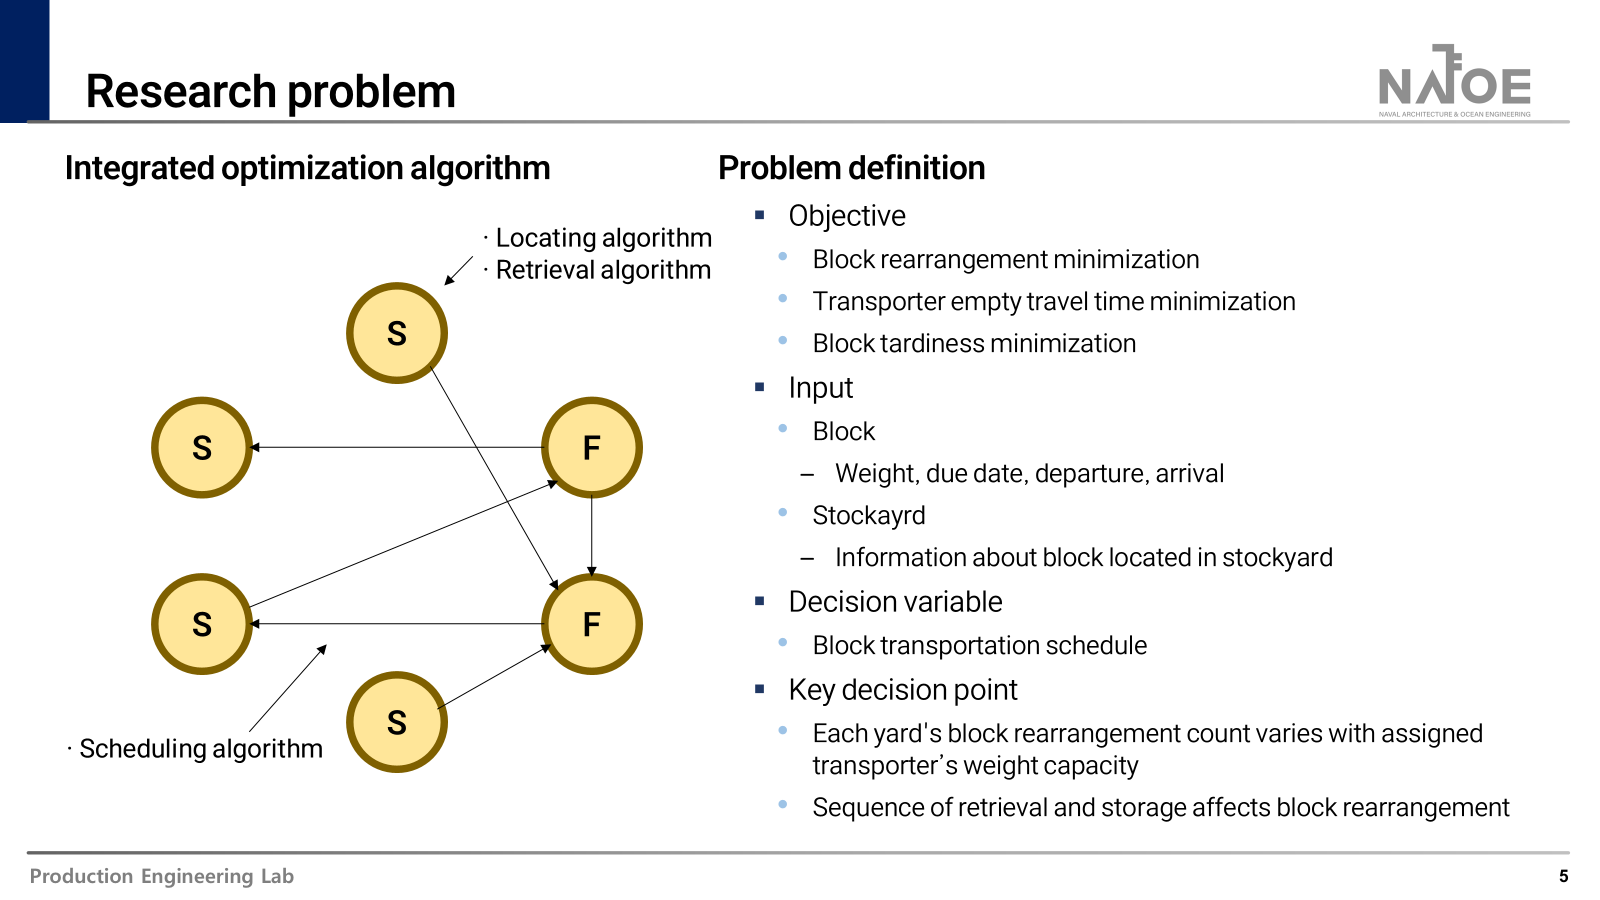 Research problem
NATOE
NAVAL ARCHITECTURE & OCEAN ENGINEERING
Integrated optimization algorithm
· Locating algorithm
· Retrieval algorithm
S
S
F
S
F
S
· Scheduling algorithm
Problem definition
▪ Objective
• Block rearrangement minimization
• Transporter empty travel time minimization
• Block tardiness minimization
▪ Input
• Block
– Weight, due date, departure, arrival
• Stockayrd
– Information about block located in stockyard
▪ Decision variable
• Block transportation schedule
▪ Key decision point
• Each yard's block rearrangement count varies with assigned
transporter’s weight capacity
• Sequence of retrieval and storage affects block rearrangement
Production Engineering Lab
5